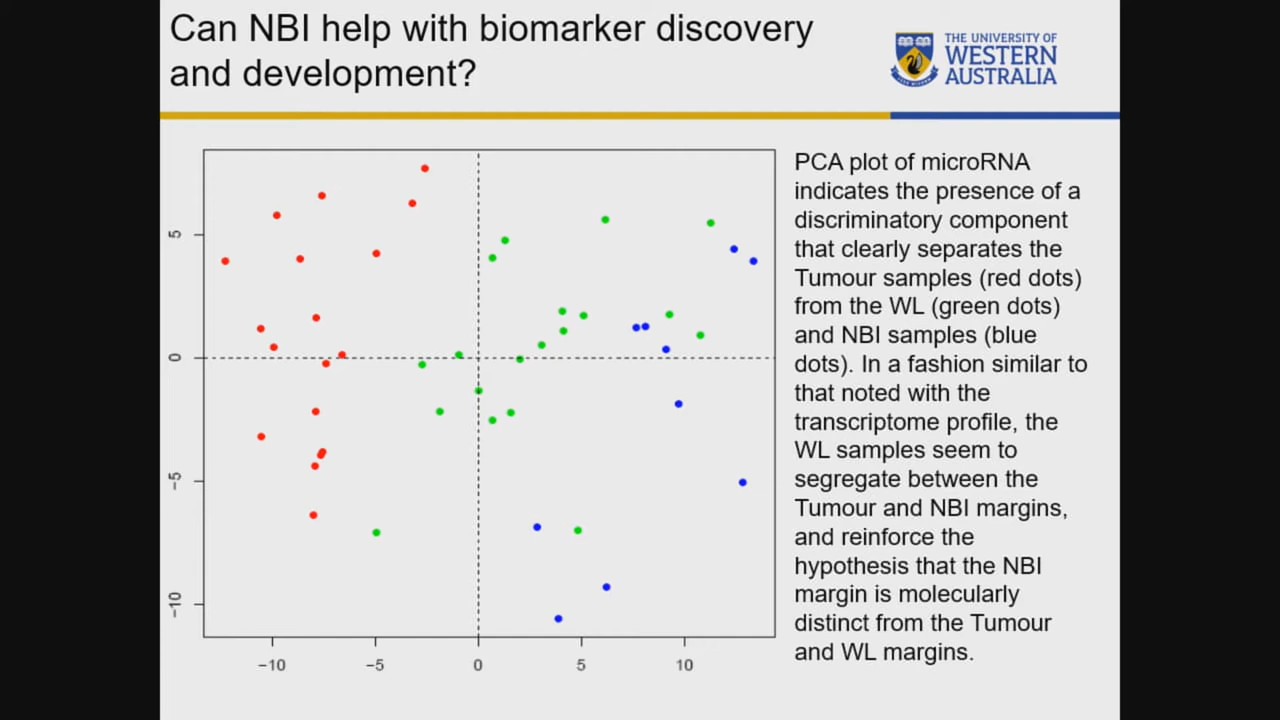 Can NBI help with biomarker discovery
and development?
THE UNIVERSITY OF
WESTERN
AUSTRALIA
PCA plot of microRNA
indicates the presence of a
discriminatory component
that clearly separates the
Tumour samples (red dots)
from the WL (green dots)
and NBI samples (blue
dots). In a fashion similar to
that noted with the
transcriptome profile, the
WL samples seem to
segregate between the
Tumour and NBI margins,
and reinforce the
hypothesis that the NBI
margin is molecularly
distinct from the Tumour
and WL margins.
5
0
−5
−10
−10 −5 0 5 10